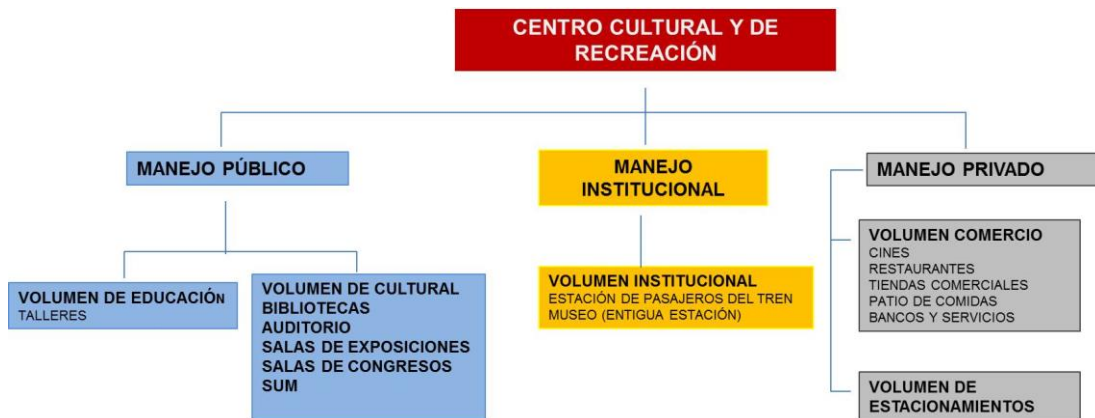 CENTRO CULTURAL Y DE
RECREACIÓN
MANEJO PÚBLICO
MANEJO
INSTITUCIONAL
MANEJO PRIVADO
VOLUMEN DE EDUCACIÓN
TALLERES
VOLUMEN DE CULTURAL
BIBLIOTECAS
AUDITORIO
SALAS DE EXPOSICIONES
SALAS DE CONGRESOS
SUM
VOLUMEN INSTITUCIONAL
ESTACIÓN DE PASAJEROS DEL TREN
MUSEO (ENTIGUA ESTACIÓN)
VOLUMEN COMERCIO
CINES
RESTAURANTES
TIENDAS COMERCIALES
PATIO DE COMIDAS
BANCOS Y SERVICIOS
VOLUMEN DE
ESTACIONAMIENTOS